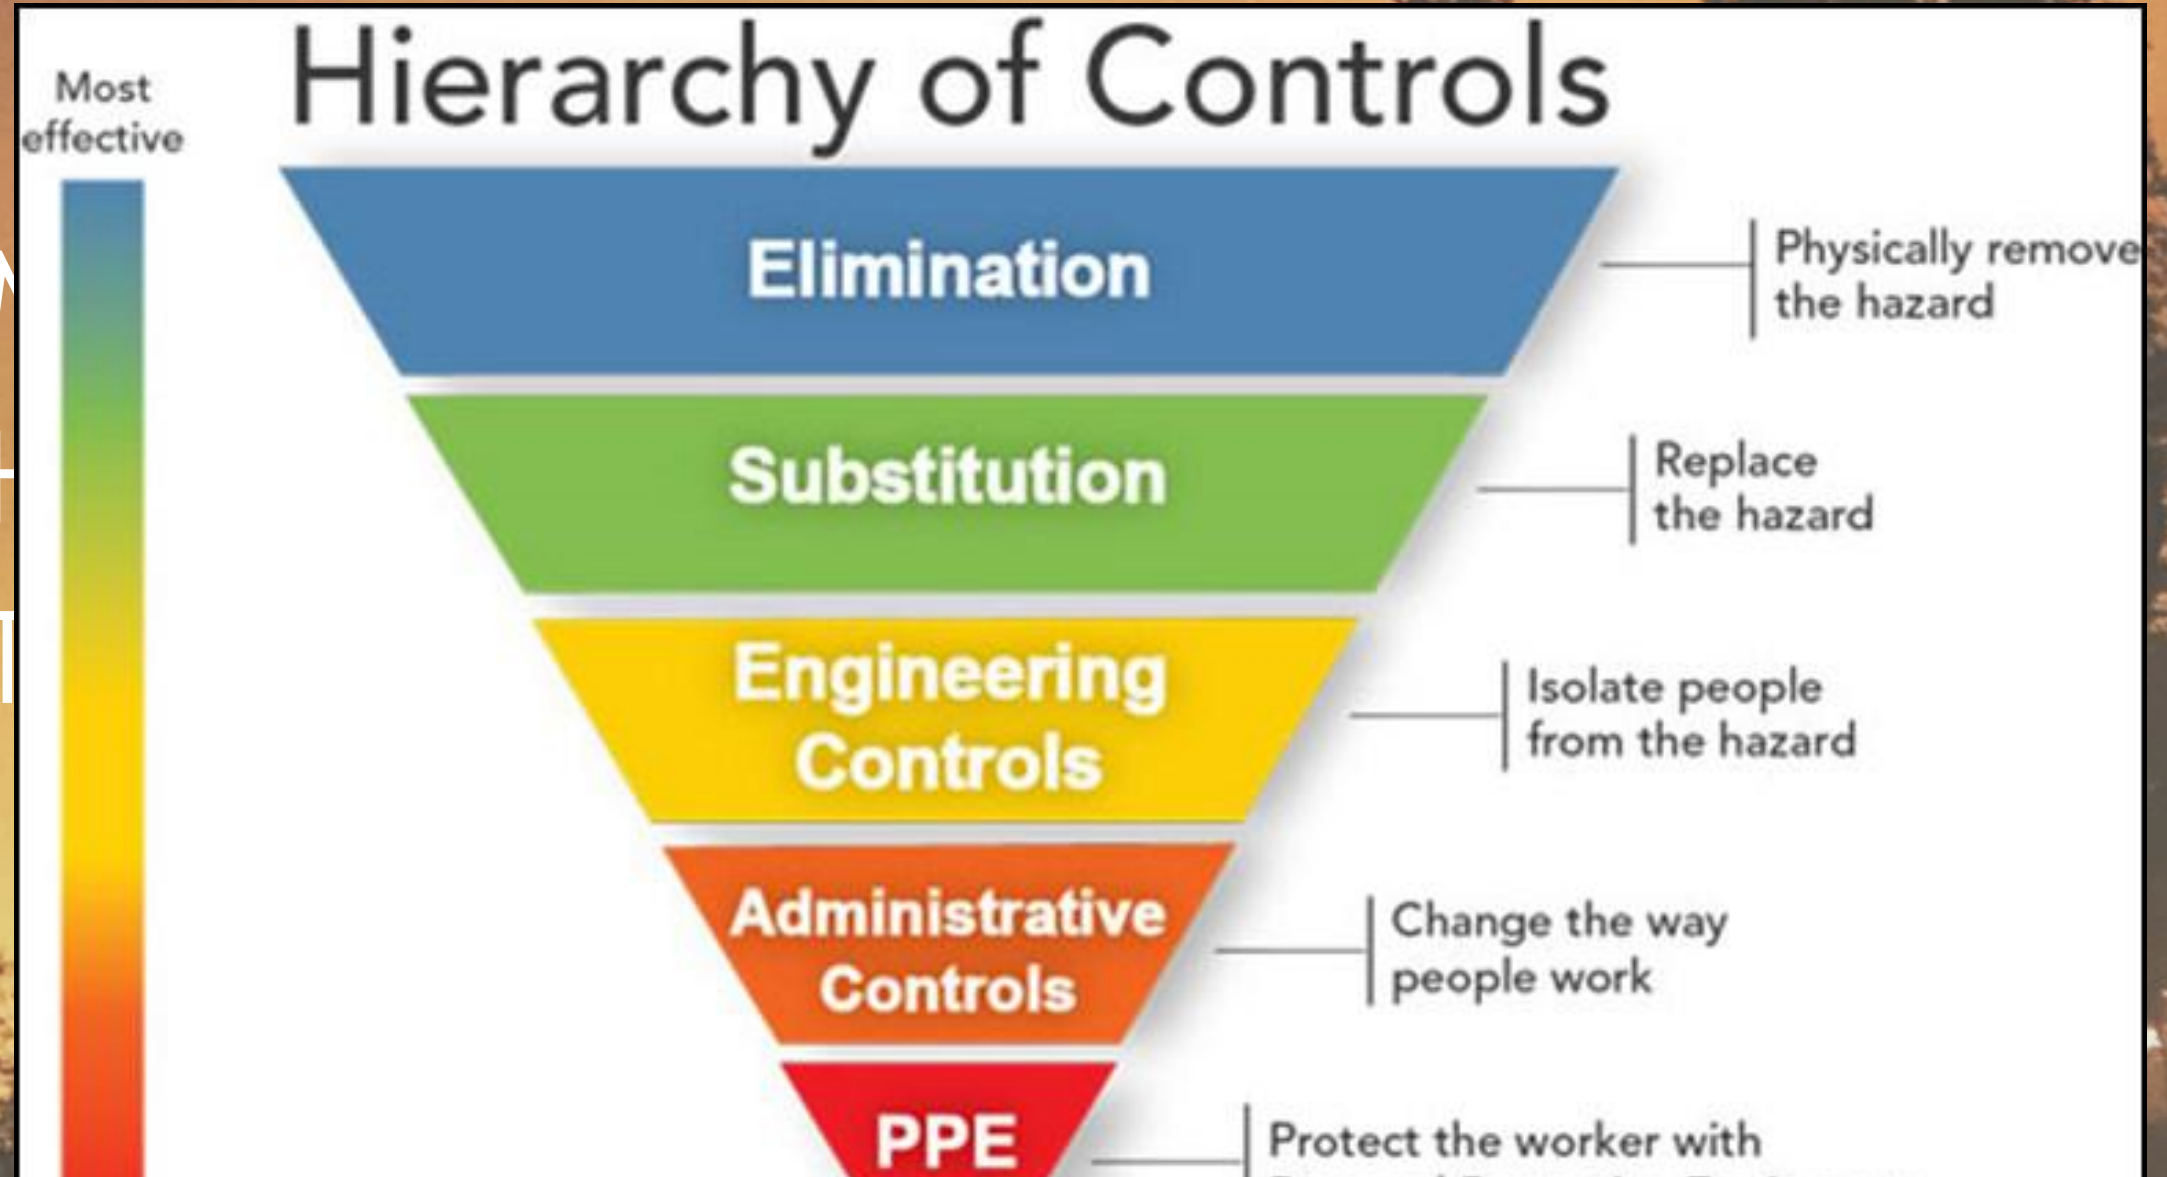 Hierarchy of Controls
Most
effective
Elimination
Physically remove
the hazard
Substitution
Replace
the hazard
Engineering
Controls
Isolate people
from the hazard
Administrative
Controls
Change the way
people work
PPE
Protect the worker with